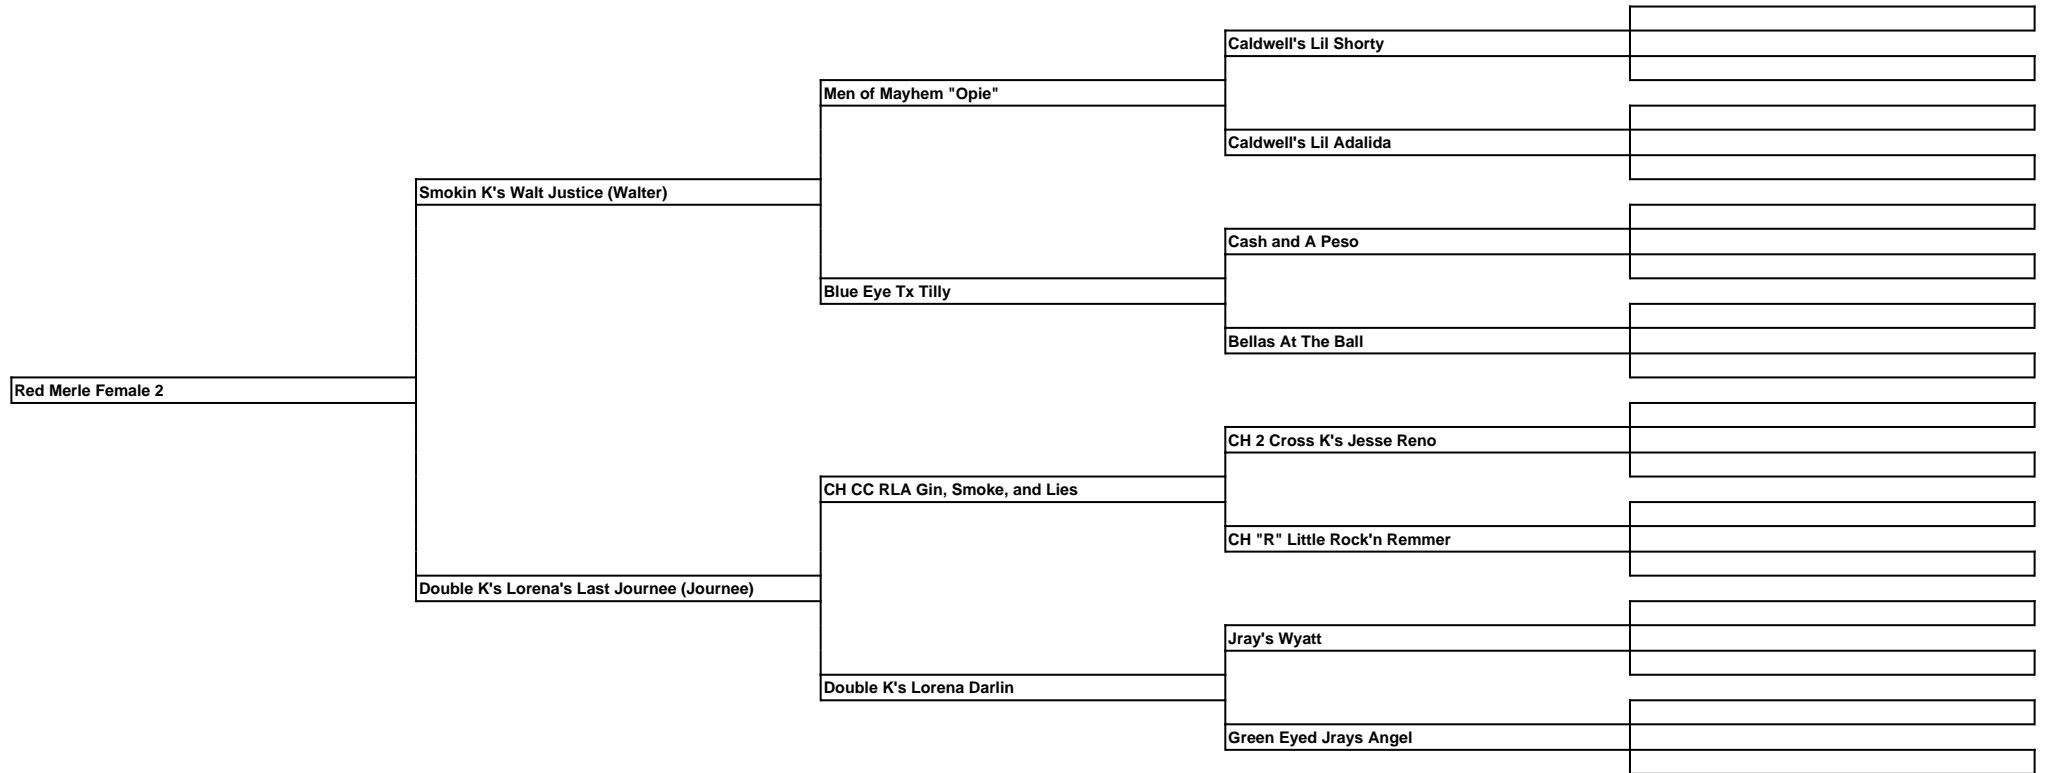 Caldwell's Lil Shorty
Men of Mayhem "Opie"
Caldwell's Lil Adalida
Smokin K's Walt Justice (Walter)
Cash and A Peso
Blue Eye Tx Tilly
Bellas At The Ball
Red Merle Female 2
CH 2 Cross K's Jesse Reno
CH CC RLA Gin, Smoke, and Lies
CH "R" Little Rock'n Remmer
Double K's Lorena's Last Journee (Journee)
Jray's Wyatt
Double K's Lorena Darlin
Green Eyed Jrays Angel